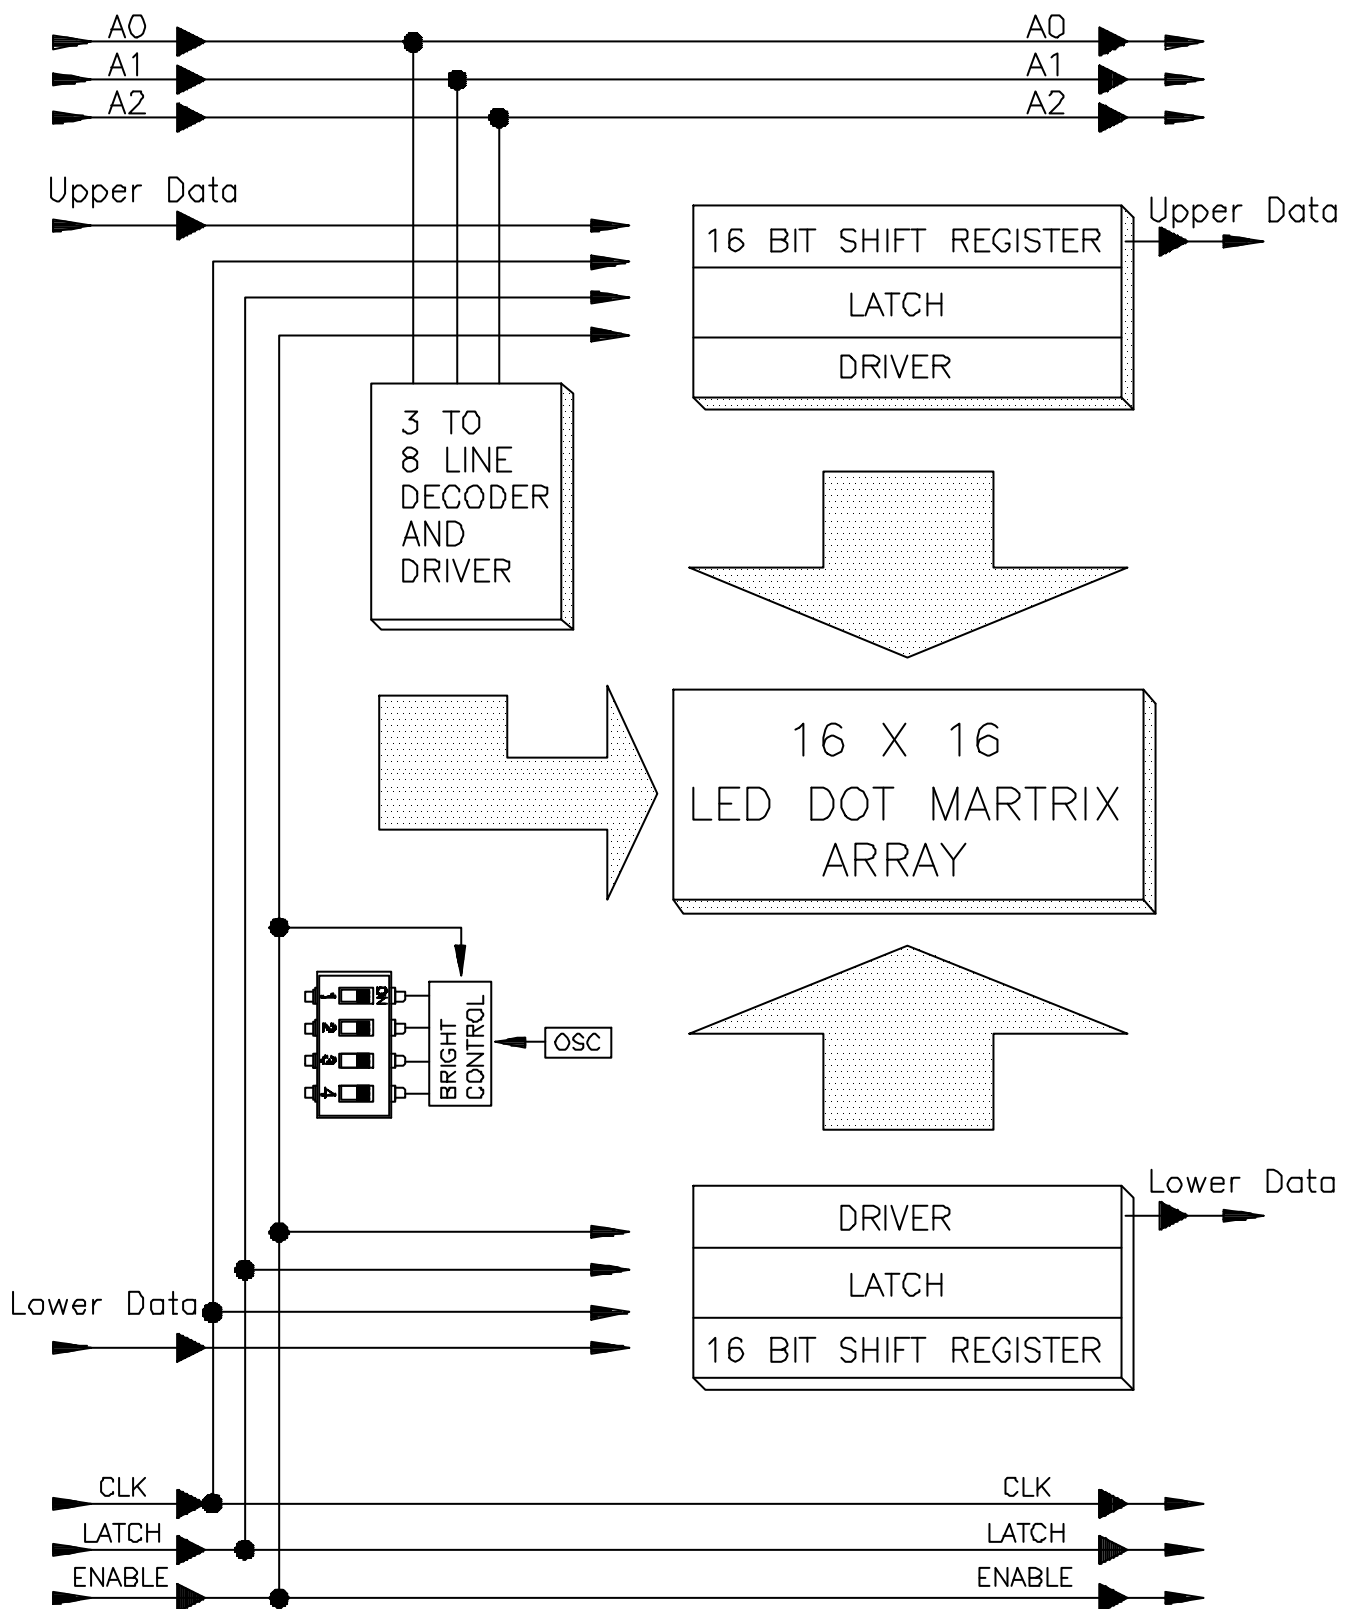 A0 A0
A1 A1
A2 A2
Upper Data
Upper Data
16 BIT SHIFT REGISTER
LATCH
DRIVER
3 TO
8 LINE
DECODER
AND
DRIVER
16 X 16
LED DOT MARTRIX
ARRAY
ON
1
2
3
4
BRIGHT
CONTROL
OSC
Lower Data
DRIVER
LATCH
Lower Data
16 BIT SHIFT REGISTER
CLK CLK
LATCH LATCH
ENABLE ENABLE